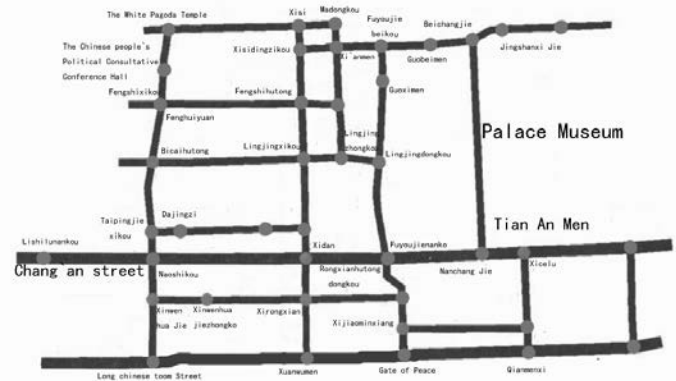 The White Pagoda Temple
Xisi
Madongkou
Fuyoujie
beikou
Beichangjie
The Chinese people's
Political Consultative
Conference Hall
Xisidingzikou
Xi'anmen
Guobeimen
Jingshanxi Jie
Fengshixikou
Fengshihutong
Guoximen
Fenghuiyuan
Palace Museum
Bicaihutong
Lingjingxikou
Lingjing
zhongkou
Lingjingdongkou
Taipingjie
xikou
Dajingzi
Tian An Men
Lishilunankou
Xidan
Fuyoujienanko
Xicelu
Chang'an street
Naoshikou
Rongxianhutong
dongkou
Nanchang Jie
Xinwen
hua Jie
Xinwenhua
jiezhongko
Xirongxian
Xijiaominxiang
Long chinese toom Street
Xuanwumen
Gate of Peace
Qianmenxi